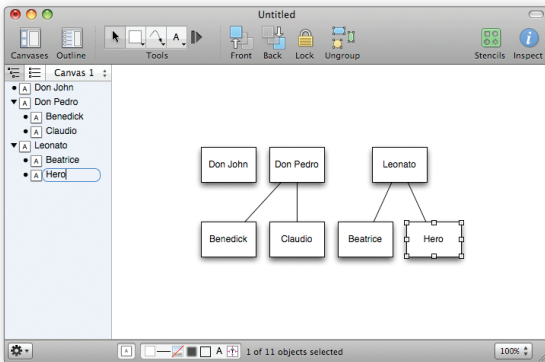 Untitled
Canvases Outline Tools Front Back Lock Ungroup Stencils Inspect
A
Canvas 1
A Don John
A Don Pedro
A Benedick
A Claudio
A Leonato
A Beatrice
A Hero
Don John Don Pedro Leonato
Benedick Claudio Beatrice Hero
A A 1 of 11 objects selected 100%